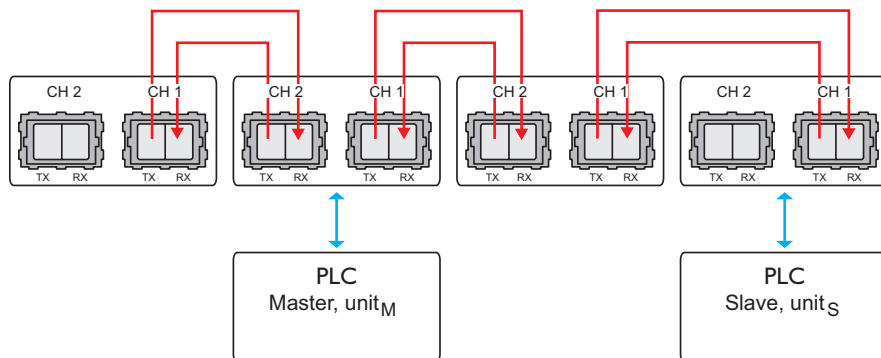 CH 2 CH 1 CH 2 CH 1 CH 2 CH 1 CH 2 CH 1
TX RX TX RX TX RX TX RX TX RX TX RX TX RX TX RX
PLC
Master, unitM
PLC
Slave, unitS